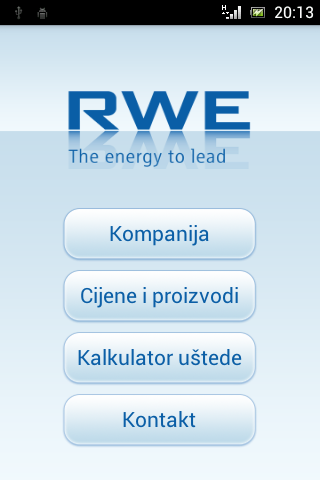 20:13
RWE
The energy to lead
Kompanija
Cijene i proizvodi
Kalkulator uštede
Kontakt